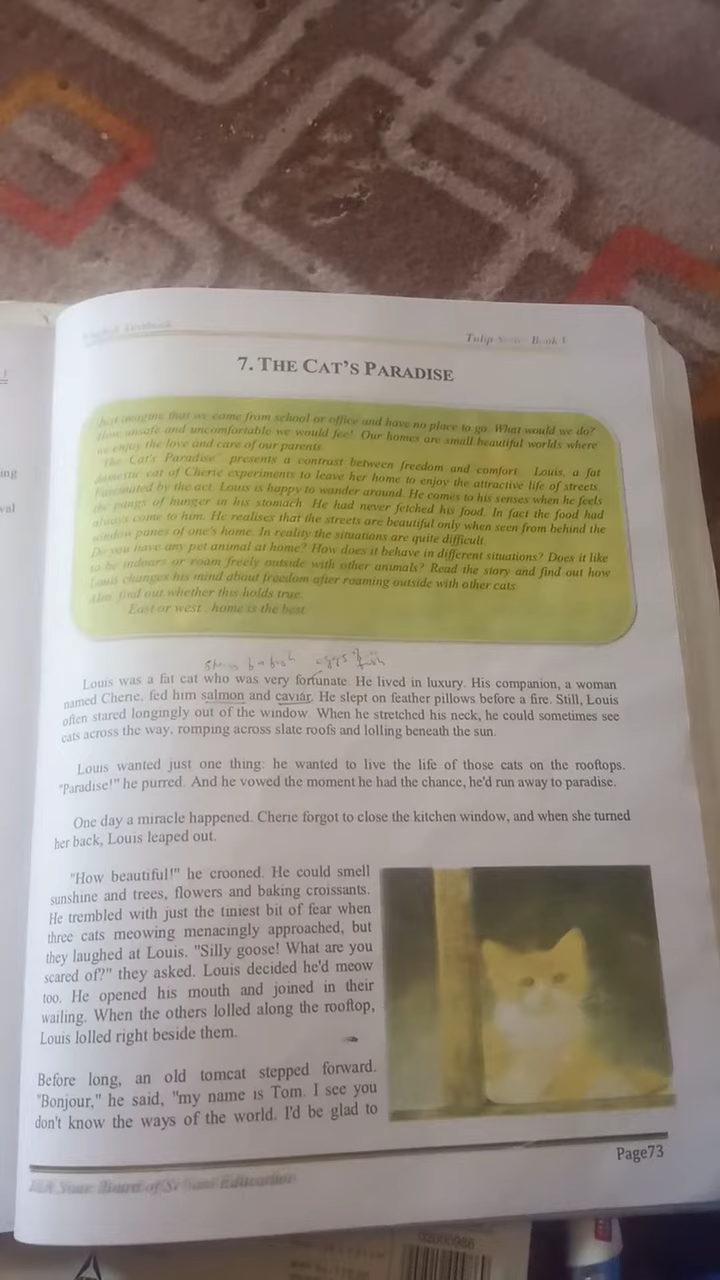 Tulip Book
7. THE CAT'S PARADISE
Just imagine that we came from school or office and have no place to go. What would we do?
How unsafe and uncomfortable we would feel Our homes are small beautiful worlds where
we enjoy the love and care of our parents.
'The Cat's Paradise' presents a contrast between freedom and comfort. Louis, a fat
domestic cat of Cherie experiments to leave her home to enjoy the attractive life of streets.
Fascinated by the act, Louis is happy to wander around. He comes to his senses when he feels
the pangs of hunger in his stomach. He had never fetched his food. In fact the food had
always come to him. He realises that the streets are beautiful only when seen from behind the
window panes of one's home. In reality the situations are quite difficult.
Do you have any pet animal at home? How does it behave in different situations? Does it like
to be indoors or roam freely outside with other animals? Read the story and find out how
Louis changes his mind about freedom after roaming outside with other cats.
Also find out whether this holds true.
East or west, home is the best.
eggs of fish
Louis was a fat cat who was very fortunate. He lived in luxury. His companion, a woman
named Cherie, fed him salmon and caviar. He slept on feather pillows before a fire. Still, Louis
often stared longingly out of the window. When he stretched his neck, he could sometimes see
cats across the way, romping across slate roofs and lolling beneath the sun.
Louis wanted just one thing: he wanted to live the life of those cats on the rooftops.
"Paradise!" he purred. And he vowed the moment he had the chance, he'd run away to paradise.
One day a miracle happened. Cherie forgot to close the kitchen window, and when she turned
her back, Louis leaped out.
"How beautiful!" he crooned. He could smell
sunshine and trees, flowers and baking croissants.
He trembled with just the tiniest bit of fear when
three cats meowing menacingly approached, but
they laughed at Louis. "Silly goose! What are you
scared of?" they asked. Louis decided he'd meow
too. He opened his mouth and joined in their
wailing. When the others lolled along the rooftop,
Louis lolled right beside them.
Before long, an old tomcat stepped forward.
"Bonjour," he said, "my name is Tom. I see you
don't know the ways of the world. I'd be glad to
Page73
State Board of Education
ing
val